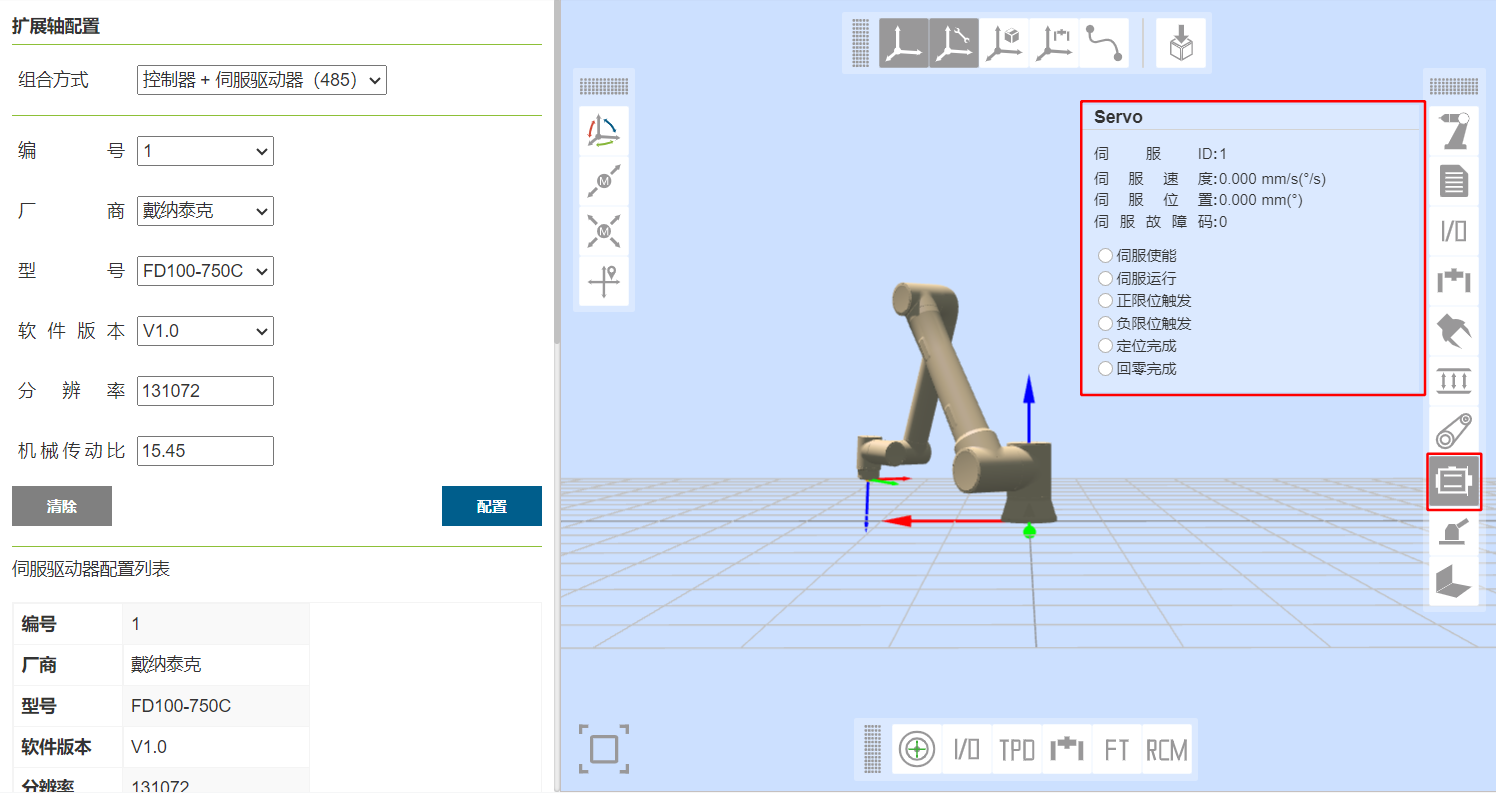 扩展轴配置
组合方式 控制器 + 伺服驱动器（485）
编 号 1
厂 商 戴纳泰克
型 号 FD100-750C
软件版本 V1.0
分辨率 131072
机械传动比 15.45
清除 配置
伺服驱动器配置列表
编号 1
厂商 戴纳泰克
型号 FD100-750C
软件版本 V1.0
分辨率 131072
M
M
Servo
伺 服 ID:1
伺 服 速 度:0.000 mm/s(°/s)
伺 服 位 置:0.000 mm(°)
伺 服 故 障 码:0
伺服使能
伺服运行
正限位触发
负限位触发
定位完成
回零完成
I/O
I/O TPD FT RCM